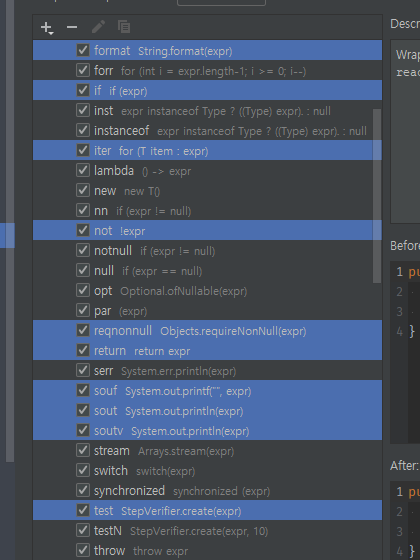 Descr
format String.format(expr)
Wrap
forr for (int i = expr.length-1; i >= 0; i--)
reac
if if (expr)
inst expr instanceof Type ? ((Type) expr). : null
instanceof expr instanceof Type ? ((Type) expr). : null
iter for (T item : expr)
lambda () -> expr
new new T()
nn if (expr != null)
not !expr
Before
notnull if (expr != null)
null if (expr == null)
1 pu
opt Optional.ofNullable(expr)
2
par (expr)
3
reqnonnull Objects.requireNonNull(expr)
4 }
return return expr
serr System.err.println(expr)
souf System.out.printf("", expr)
sout System.out.println(expr)
soutv System.out.println(expr)
stream Arrays.stream(expr)
After:
switch switch(expr)
synchronized synchronized (expr)
1 pu
test StepVerifier.create(expr)
2
testN StepVerifier.create(expr, 10)
3
throw throw expr
4 }